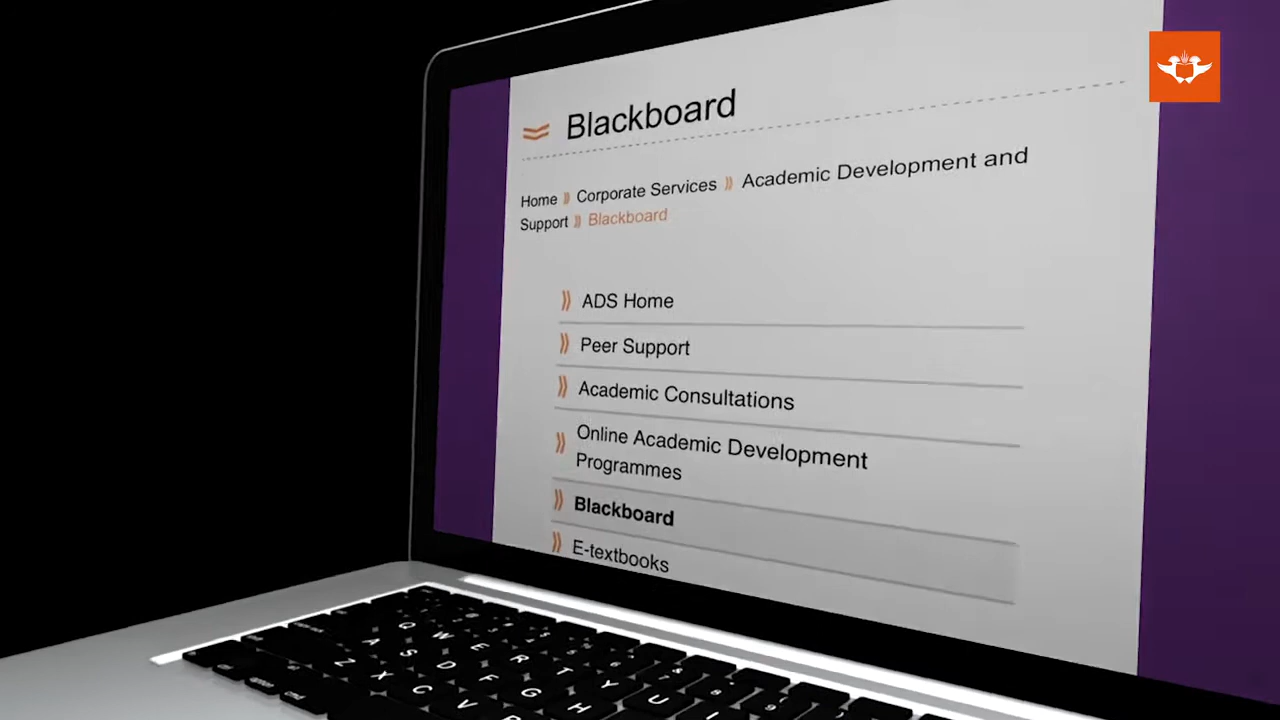 Blackboard
Home » Corporate Services » Academic Development and
Support » Blackboard
» ADS Home
» Peer Support
» Academic Consultations
» Online Academic Development
Programmes
» Blackboard
» E-textbooks
Q W E R T Y U I
A S D F G H
Z X C V